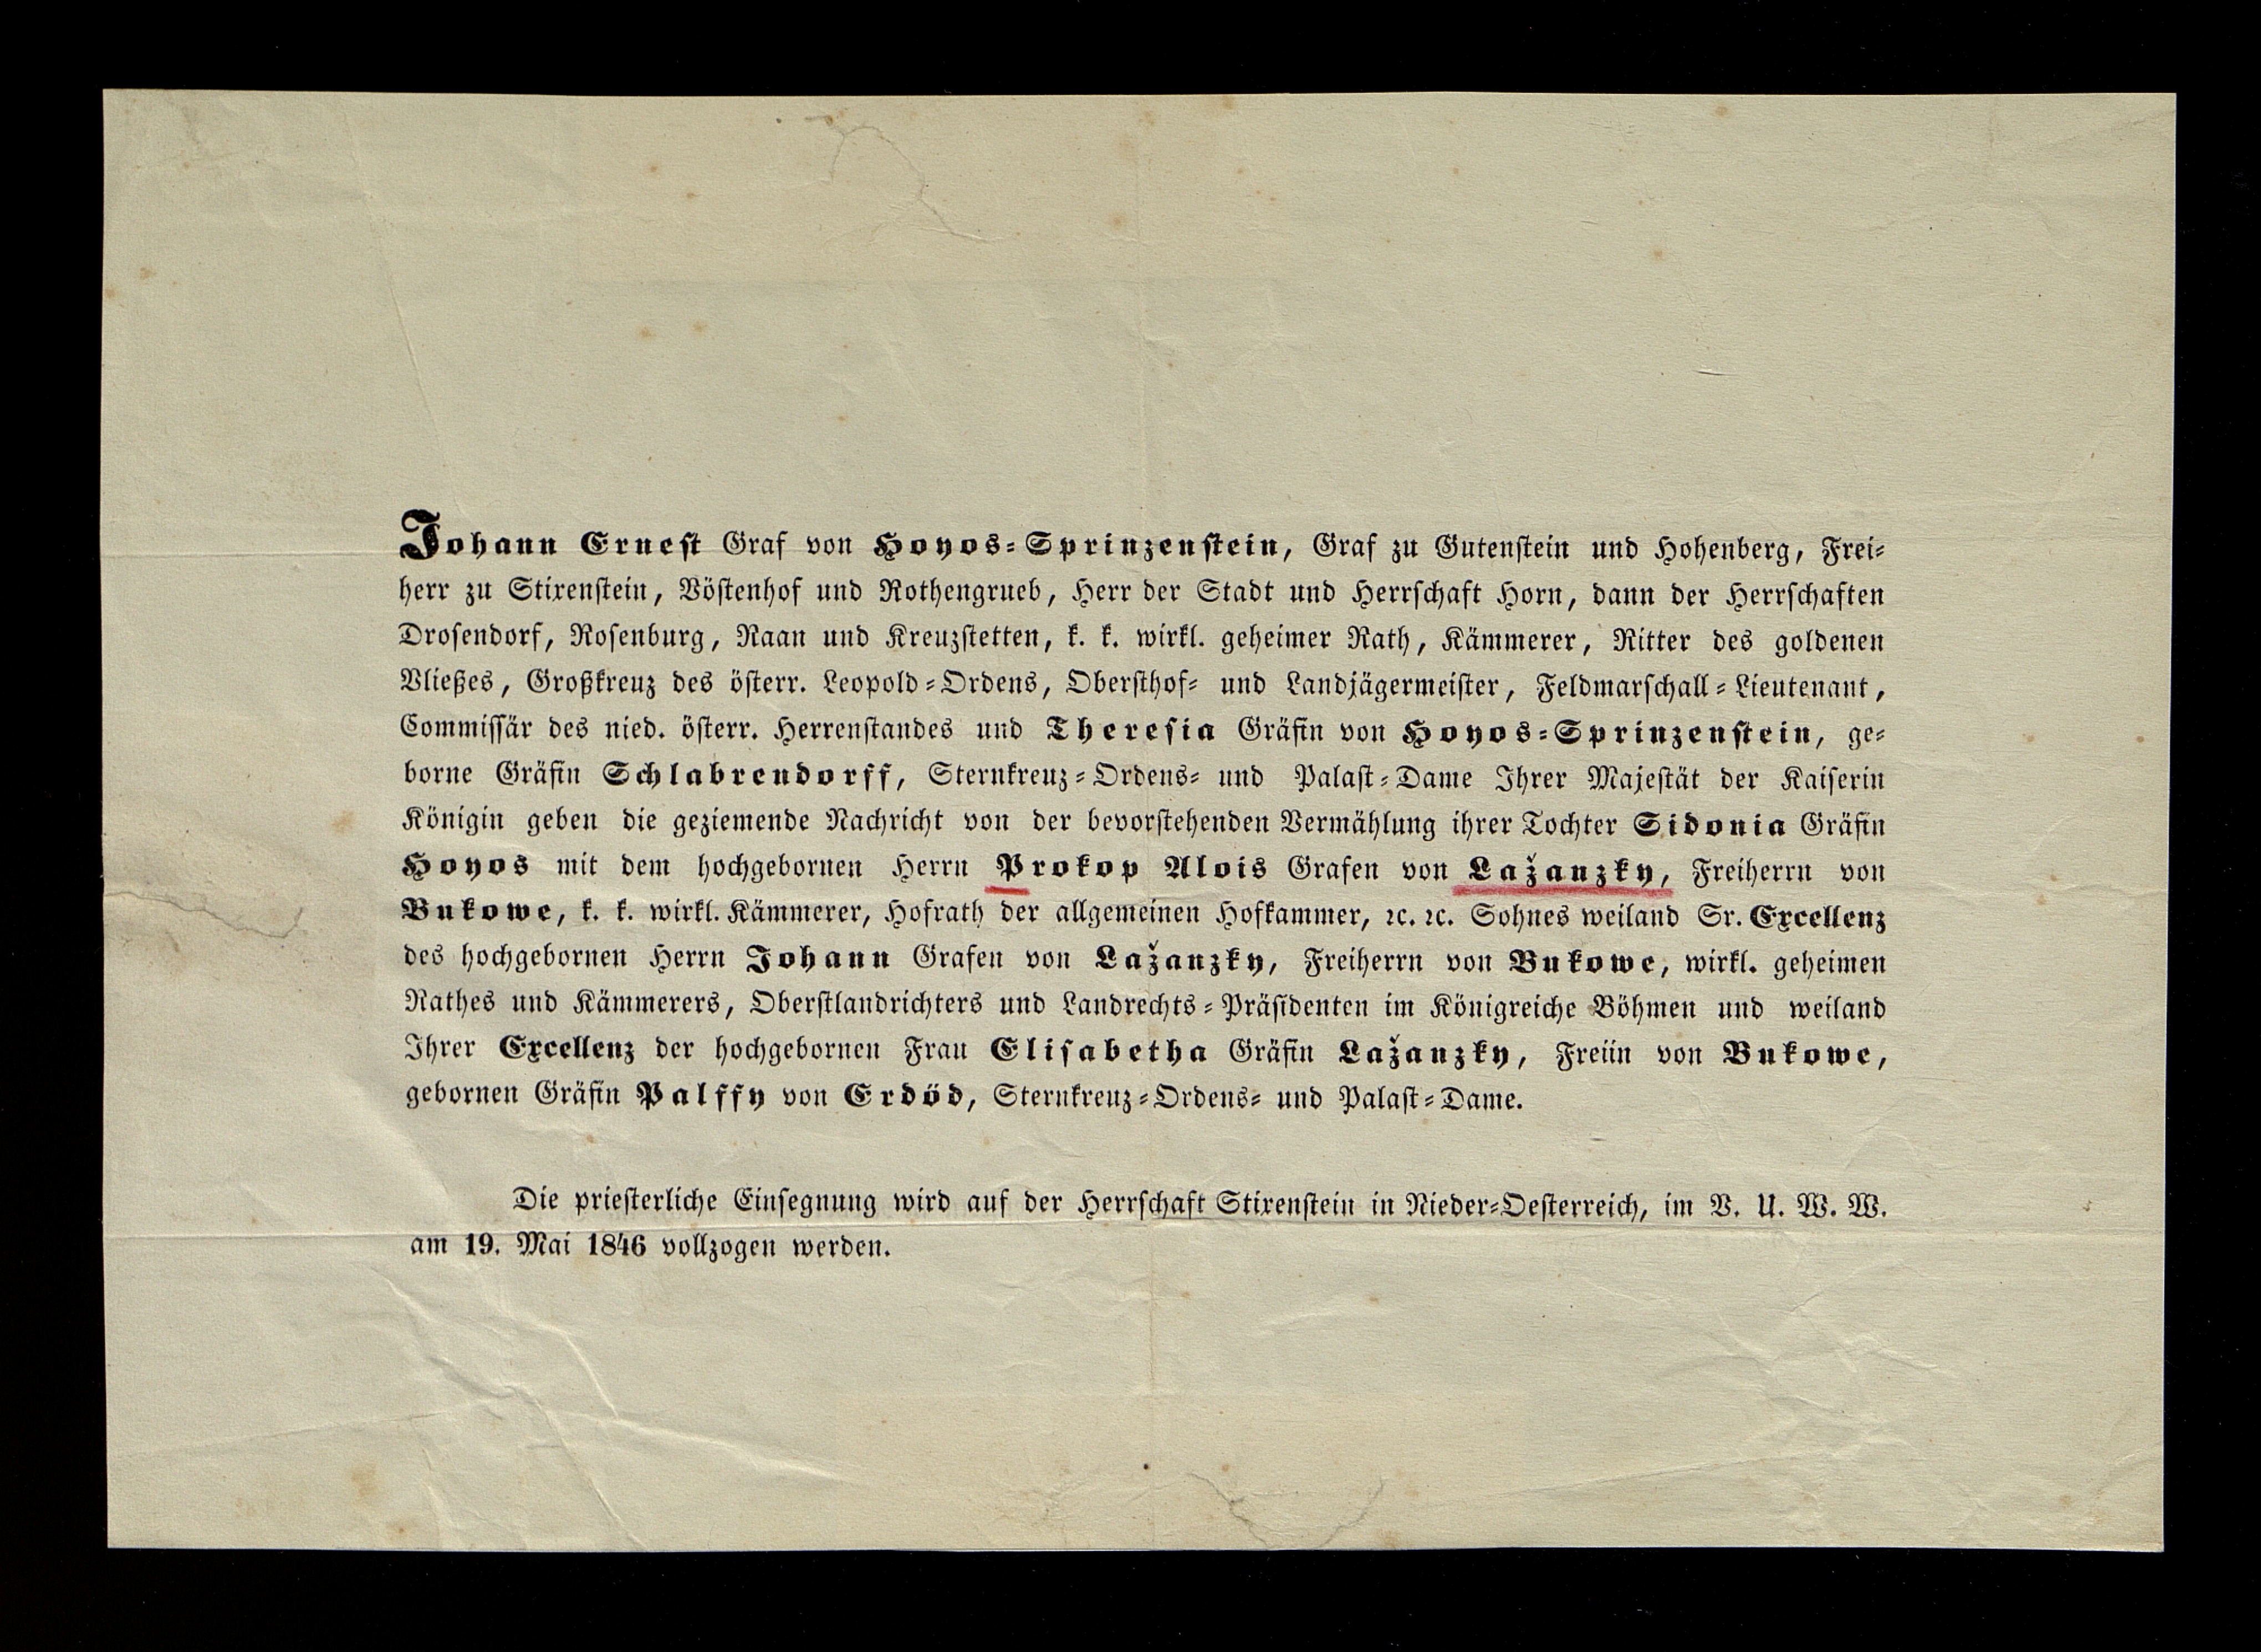 Johann Ernest Graf von Hoyos-Sprinzenstein, Graf zu Gutenstein und Hohenberg, Frei-
herr zu Stixenstein, Vöstenhof und Rothengrueb, Herr der Stadt und Herrschaft Horn, dann der Herrschaften
Drosendorf, Rosenburg, Raan und Kreuzstetten, k. k. wirkl. geheimer Rath, Kämmerer, Ritter des goldenen
Vließes, Großkreuz des österr. Leopold-Ordens, Obersthof- und Landjägermeister, Feldmarschall-Lieutenant,
Commissär des nied. österr. Herrenstandes und Theresia Gräfin von Hoyos-Sprinzenstein, ge-
borne Gräfin Schlabrendorff, Sternkreuz-Ordens- und Palast-Dame Ihrer Majestät der Kaiserin
Königin geben die geziemende Nachricht von der bevorstehenden Vermählung ihrer Tochter Sidonia Gräfin
Hoyos mit dem hochgebornen Herrn Prokop Alois Grafen von Lažanzky, Freiherrn von
Bukowe, k. k. wirkl. Kämmerer, Hofrath der allgemeinen Hofkammer, ꝛc. ꝛc. Sohnes weiland Sr. Excellenz
des hochgebornen Herrn Johann Grafen von Lažanzky, Freiherrn von Bukowe, wirkl. geheimen
Rathes und Kämmerers, Oberstlandrichters und Landrechts-Präsidenten im Königreiche Böhmen und weiland
Ihrer Excellenz der hochgebornen Frau Elisabetha Gräfin Lažanzky, Freiin von Bukowe,
gebornen Gräfin Palffy von Erdöd, Sternkreuz-Ordens- und Palast-Dame.
Die priesterliche Einsegnung wird auf der Herrschaft Stixenstein in Nieder-Oesterreich, im V. U. W. W.
am 19. Mai 1846 vollzogen werden.